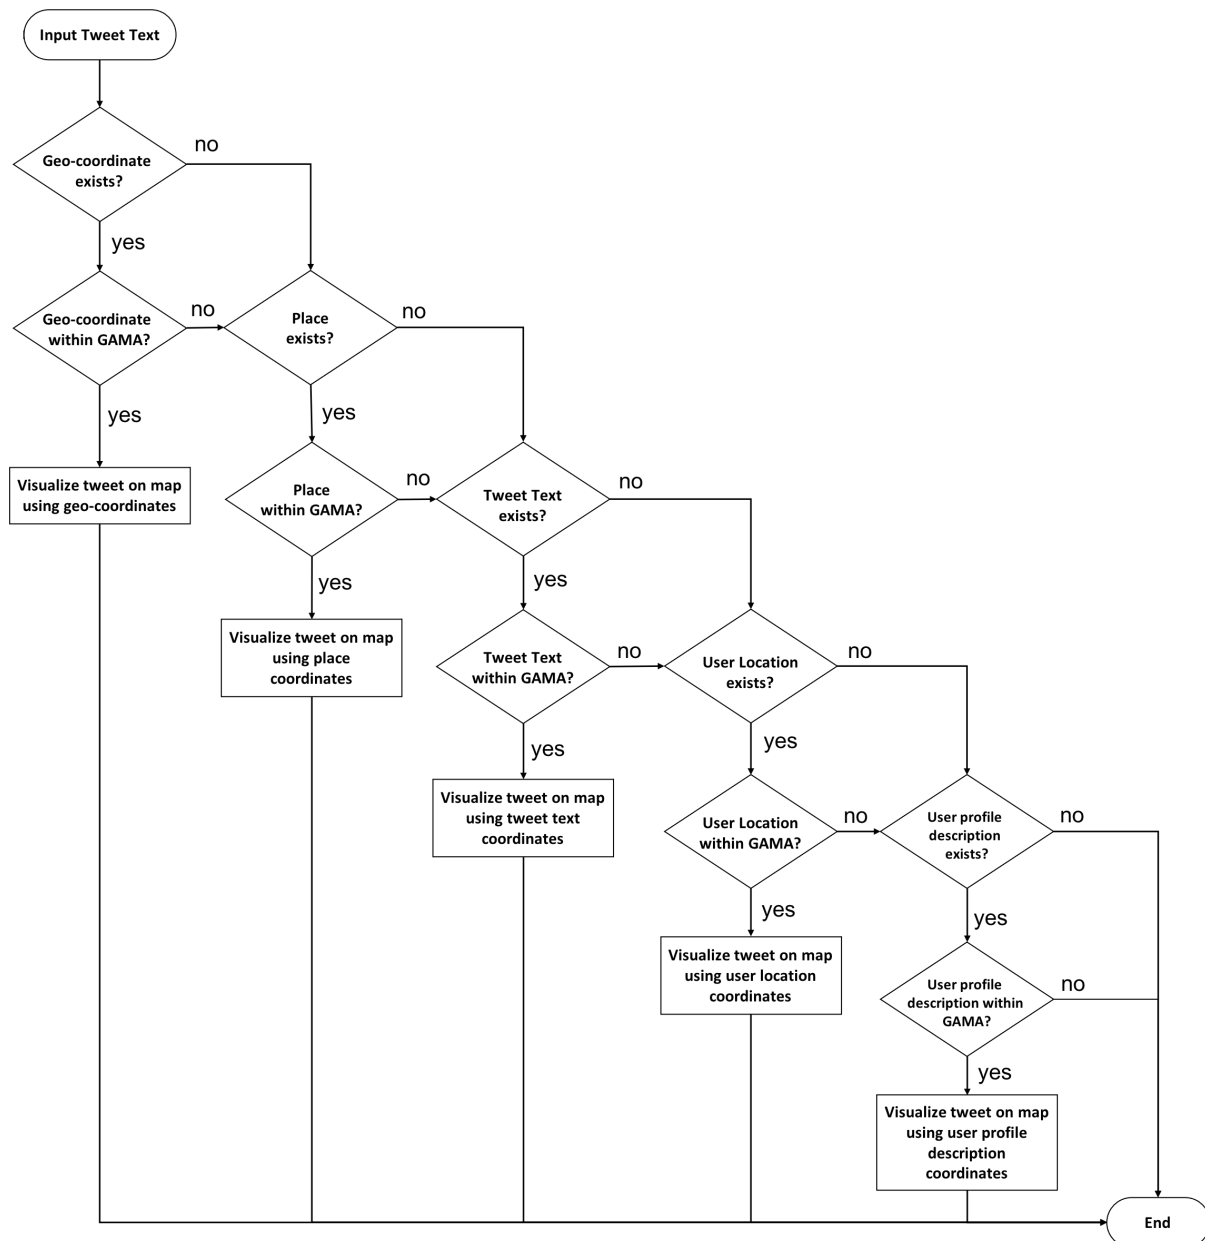 Input Tweet Text
no
Geo-coordinate
exists?
yes
no
no
Geo-coordinate
within GAMA?
Place
exists?
yes
yes
no
no
Visualize tweet on map
using geo-coordinates
Place
within GAMA?
Tweet Text
exists?
yes
yes
no
no
Visualize tweet on map
using place
coordinates
Tweet Text
within GAMA?
User Location
exists?
yes
yes
no
no
Visualize tweet on map
using tweet text
coordinates
User Location
within GAMA?
User profile
description
exists?
yes
yes
no
Visualize tweet on map
using user location
coordinates
User profile
description within
GAMA?
yes
Visualize tweet on map
using user profile
description
coordinates
End